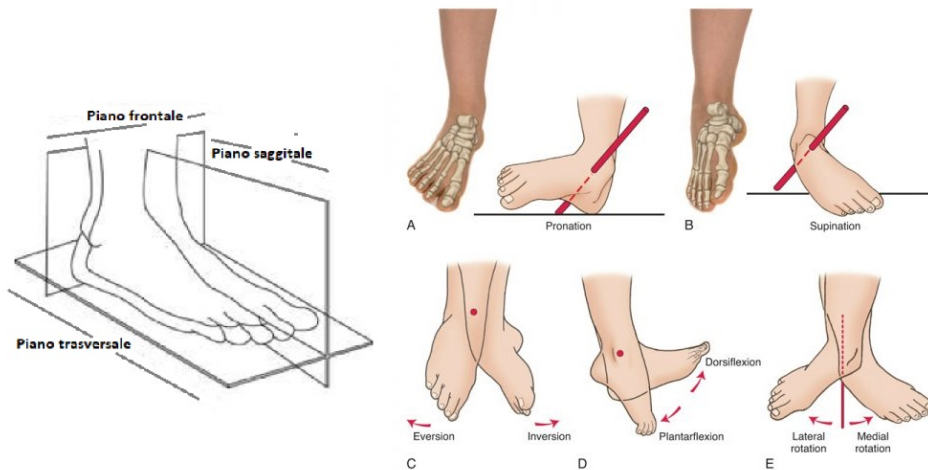 Piano frontale
Piano saggitale
Piano trasversale
A
Pronation
B
Supination
Eversion
Inversion
C
Dorsiflexion
Plantarflexion
D
Lateral
rotation
Medial
rotation
E